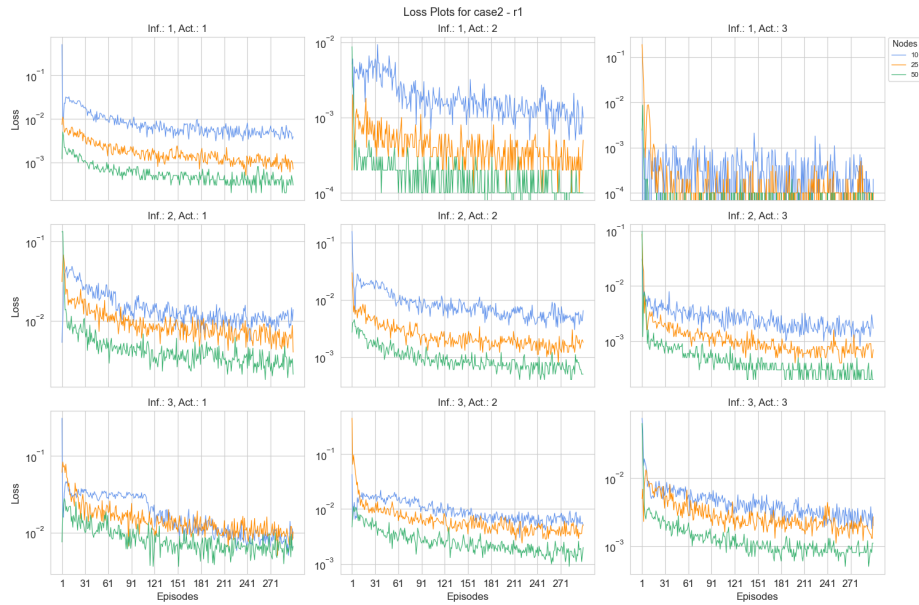 Loss Plots for case2 - r1
Inf.: 1, Act.: 1
Inf.: 1, Act.: 2
Inf.: 1, Act.: 3
Nodes
10
25
50
Loss
10⁻¹
10⁻²
10⁻³
10⁻²
10⁻³
10⁻⁴
10⁻¹
10⁻²
10⁻³
10⁻⁴
Inf.: 2, Act.: 1
Inf.: 2, Act.: 2
Inf.: 2, Act.: 3
Loss
10⁻¹
10⁻²
10⁻¹
10⁻²
10⁻³
10⁻¹
10⁻²
10⁻³
Inf.: 3, Act.: 1
Inf.: 3, Act.: 2
Inf.: 3, Act.: 3
Loss
10⁻¹
10⁻²
10⁻¹
10⁻²
10⁻³
10⁻²
10⁻³
1 31 61 91 121 151 181 211 241 271
1 31 61 91 121 151 181 211 241 271
1 31 61 91 121 151 181 211 241 271
Episodes
Episodes
Episodes